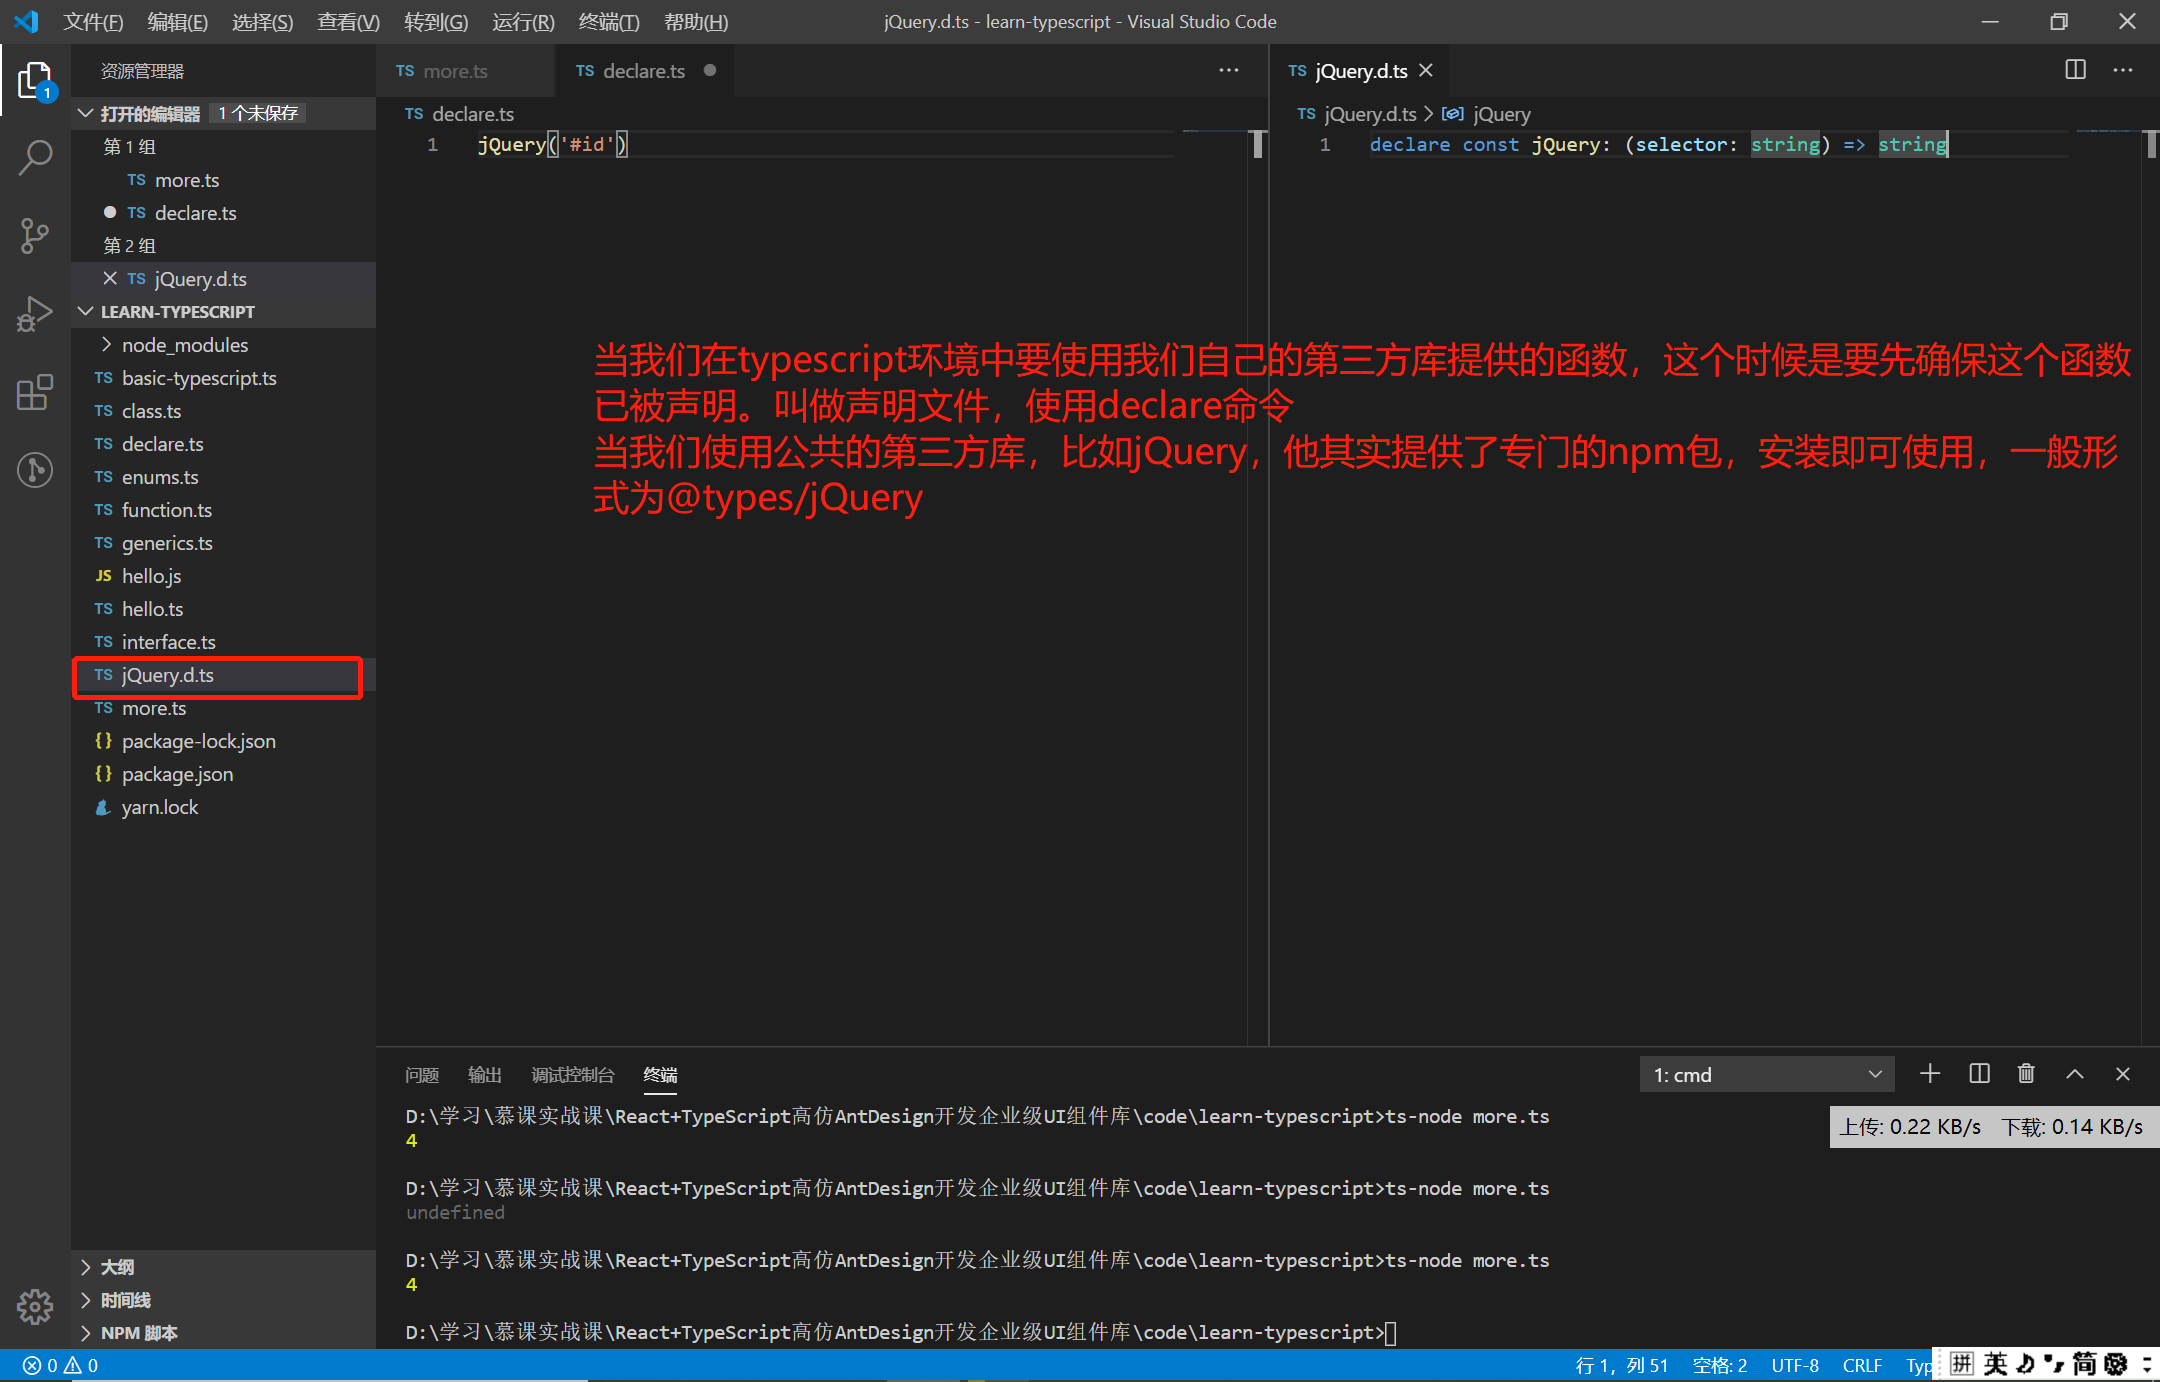 文件(F) 编辑(E) 选择(S) 查看(V) 转到(G) 运行(R) 终端(T) 帮助(H) jQuery.d.ts - learn-typescript - Visual Studio Code
资源管理器
1
打开的编辑器 1 个未保存
第 1 组
TS more.ts
TS declare.ts
第 2 组
TS jQuery.d.ts
LEARN-TYPESCRIPT
node_modules
TS basic-typescript.ts
TS class.ts
TS declare.ts
TS enums.ts
TS function.ts
TS generics.ts
JS hello.js
TS hello.ts
TS interface.ts
TS jQuery.d.ts
TS more.ts
{} package-lock.json
{} package.json
yarn.lock
大纲
时间线
NPM 脚本
TS more.ts TS declare.ts
TS declare.ts
1 jQuery('#id')
TS jQuery.d.ts
TS jQuery.d.ts > jQuery
1 declare const jQuery: (selector: string) => string
当我们在typescript环境中要使用我们自己的第三方库提供的函数，这个时候是要先确保这个函数
已被声明。叫做声明文件，使用declare命令
当我们使用公共的第三方库，比如jQuery，他其实提供了专门的npm包，安装即可使用，一般形
式为@types/jQuery
问题 输出 调试控制台 终端 1: cmd
D:\学习\慕课实战课\React+TypeScript高仿AntDesign开发企业级UI组件库\code\learn-typescript>ts-node more.ts
4
上传: 0.22 KB/s 下载: 0.14 KB/s
D:\学习\慕课实战课\React+TypeScript高仿AntDesign开发企业级UI组件库\code\learn-typescript>ts-node more.ts
undefined
D:\学习\慕课实战课\React+TypeScript高仿AntDesign开发企业级UI组件库\code\learn-typescript>ts-node more.ts
4
D:\学习\慕课实战课\React+TypeScript高仿AntDesign开发企业级UI组件库\code\learn-typescript>
0 0 行 1，列 51 空格: 2 UTF-8 CRLF Typ 拼 英 简